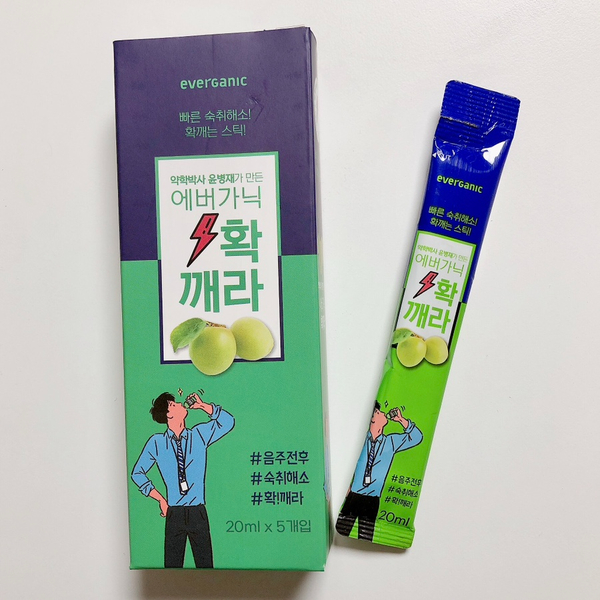 everganic
빠른 숙취해소!
확깨는 스틱!
약학박사 윤병재가 만든
에버가닉
확
깨라
#음주전후
#숙취해소
#확!깨라
20ml x 5개입
everganic
빠른 숙취해소!
확깨는 스틱!
약학박사 윤병재가 만든
에버가닉
확
깨라
#음주전후
#숙취해소
#확!깨라
20ml